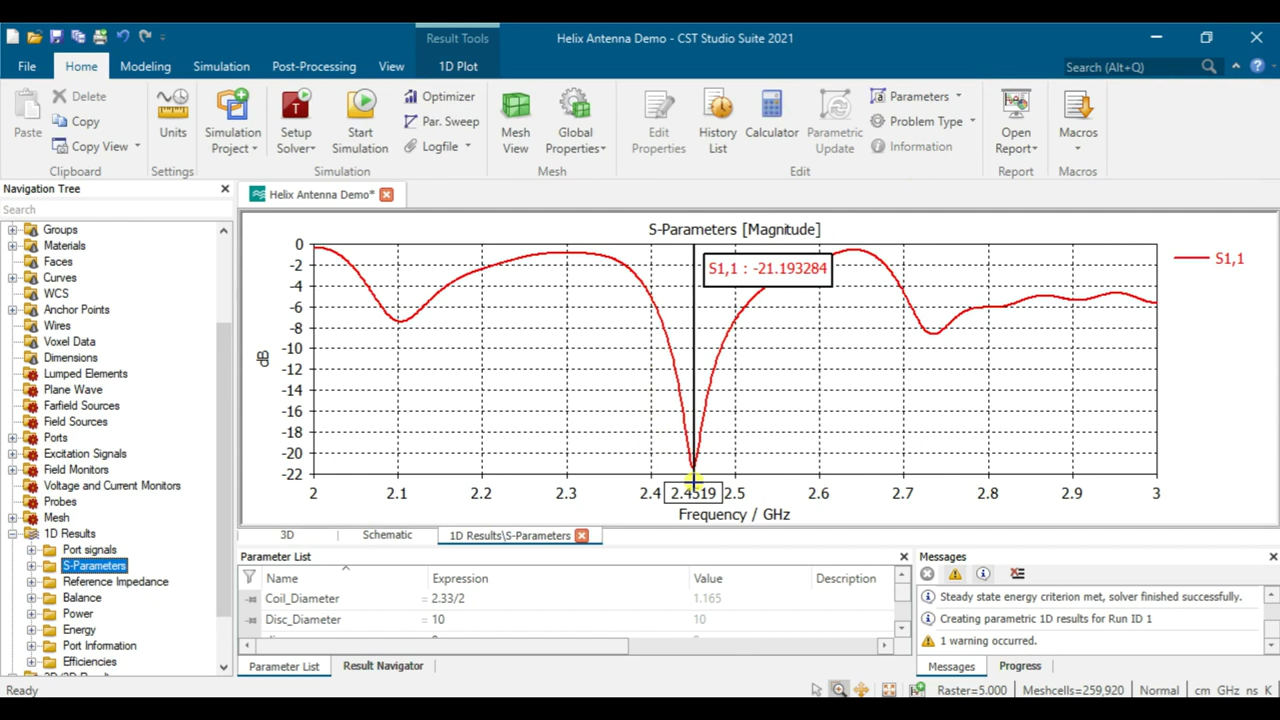 Result Tools
Helix Antenna Demo - CST Studio Suite 2021
File Home Modeling Simulation Post-Processing View 1D Plot
Search (Alt+Q)
Paste
Delete
Copy
Copy View
Clipboard
Units
Settings
Simulation Project
Setup Solver
Start Simulation
Optimizer
Par. Sweep
Logfile
Simulation
Mesh View
Global Properties
Mesh
Edit Properties
History List
Calculator
Parametric Update
Parameters
Problem Type
Information
Edit
Open Report
Report
Macros
Macros
Navigation Tree
Search
Groups
Materials
Faces
Curves
WCS
Anchor Points
Wires
Voxel Data
Dimensions
Lumped Elements
Plane Wave
Farfield Sources
Field Sources
Ports
Excitation Signals
Field Monitors
Voltage and Current Monitors
Probes
Mesh
1D Results
Port signals
S-Parameters
Reference Impedance
Balance
Power
Energy
Port Information
Efficiencies
Helix Antenna Demo*
S-Parameters [Magnitude]
S1,1 : -21.193284
S1,1
0
-2
-4
-6
-8
-10
-12
-14
-16
-18
-20
-22
dB
2 2.1 2.2 2.3 2.4 2.4519 2.5 2.6 2.7 2.8 2.9 3
Frequency / GHz
3D Schematic 1D Results\S-Parameters
Parameter List
Name Expression Value Description
Coil_Diameter = 2.33/2 1.165
Disc_Diameter = 10 10
Parameter List Result Navigator
Messages
Steady state energy criterion met, solver finished successfully.
Creating parametric 1D results for Run ID 1
1 warning occurred.
Messages Progress
Ready
Raster=5.000 Meshcells=259,920 Normal cm GHz ns K